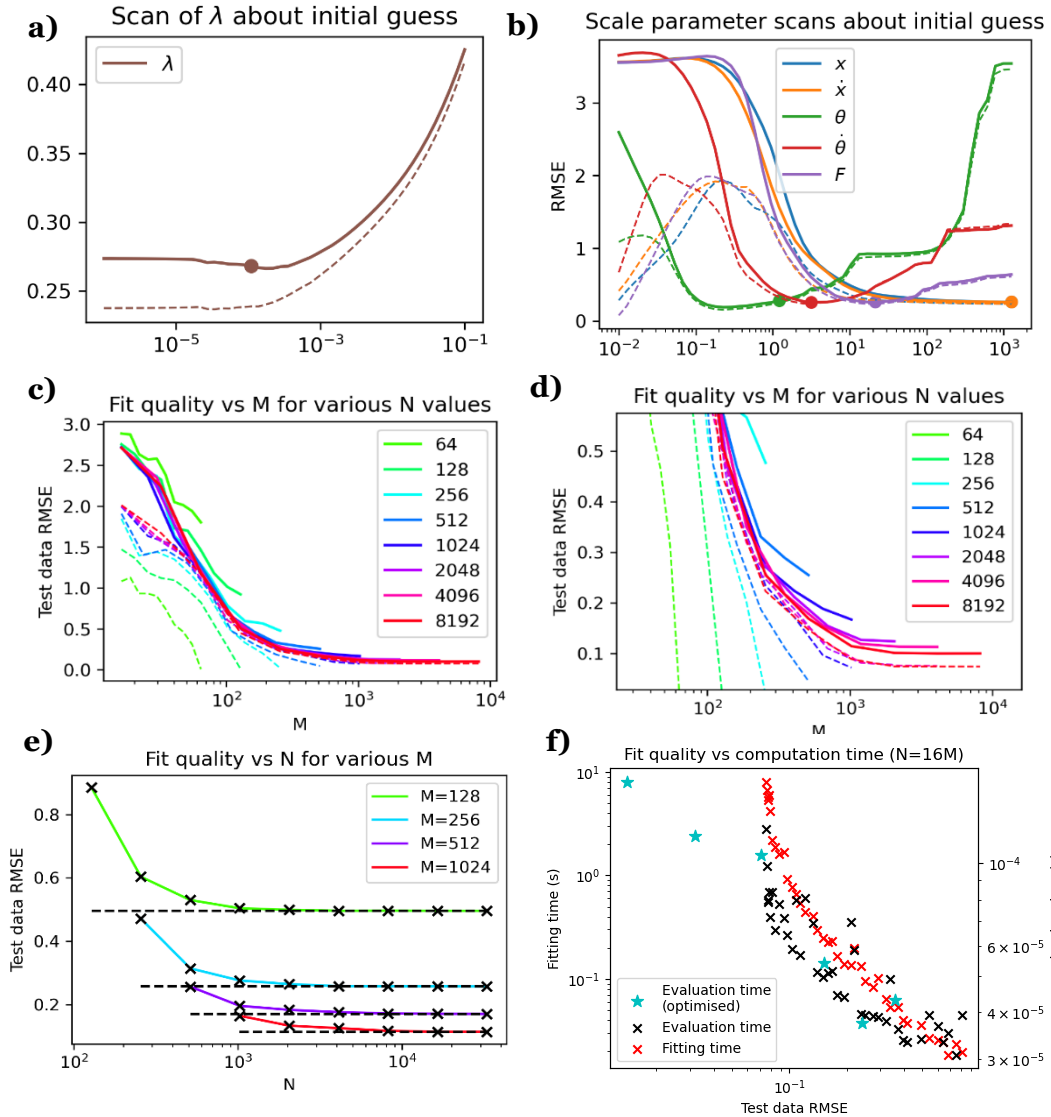 a)
Scan of λ about initial guess
λ
0.40
0.35
0.30
0.25
10⁻⁵
10⁻³
10⁻¹
b)
Scale parameter scans about initial guess
RMSE
3
2
1
0
x
ẋ
θ
θ̇
F
10⁻²
10⁻¹
10⁰
10¹
10²
10³
c)
Fit quality vs M for various N values
Test data RMSE
3.0
2.5
2.0
1.5
1.0
0.5
0.0
64
128
256
512
1024
2048
4096
8192
10²
10³
10⁴
M
d)
Fit quality vs M for various N values
Test data RMSE
0.5
0.4
0.3
0.2
0.1
64
128
256
512
1024
2048
4096
8192
10²
10³
10⁴
M
e)
Fit quality vs N for various M
Test data RMSE
0.8
0.6
0.4
0.2
M=128
M=256
M=512
M=1024
10²
10³
10⁴
N
f)
Fit quality vs computation time (N=16M)
Fitting time (s)
10¹
10⁰
10⁻¹
Evaluation time
(optimised)
Evaluation time
Fitting time
10⁻⁴
6 × 10⁻⁵
4 × 10⁻⁵
3 × 10⁻⁵
10⁻¹
Test data RMSE